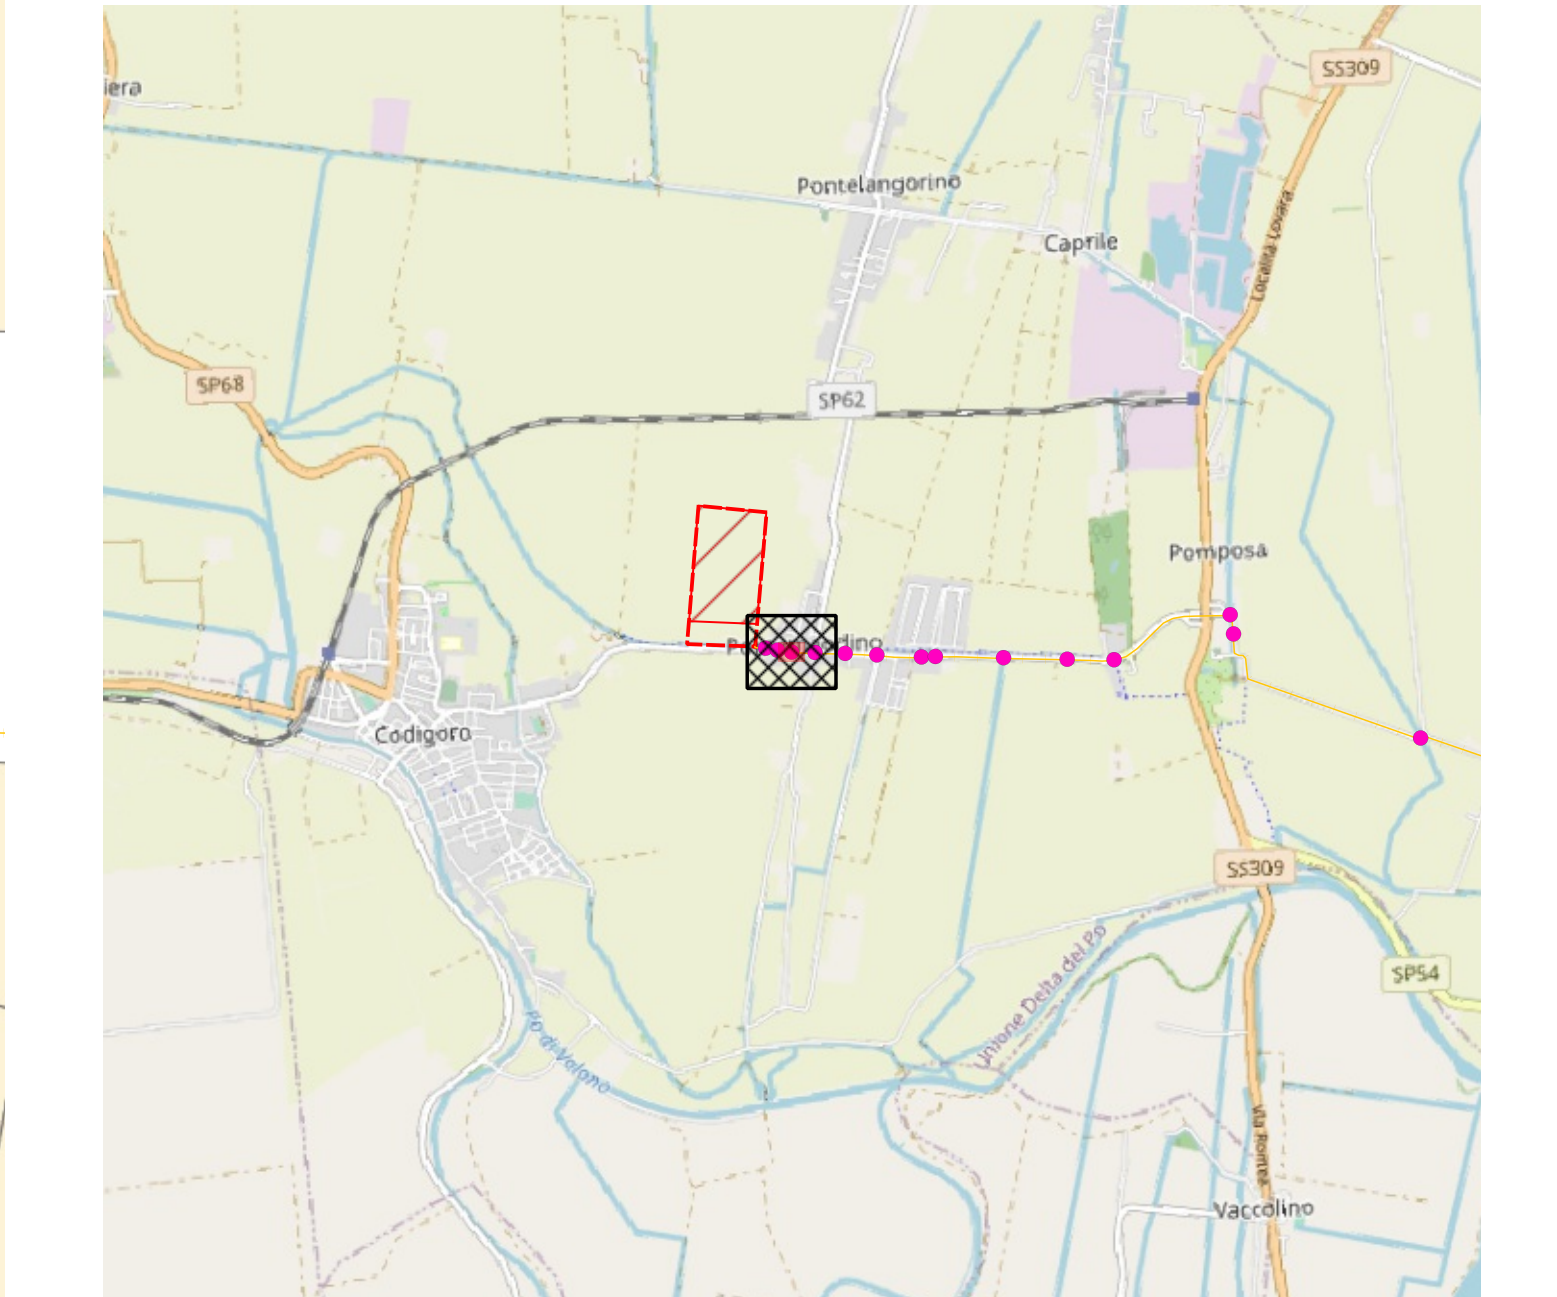 SS309
iera
Pontelangorino
Località Lovara
Caprile
SP68
SP62
Pomposa
Codigoro
SS309
Unione Delta del Po
SP54
Po di Volano
Via Romea
Vaccolino